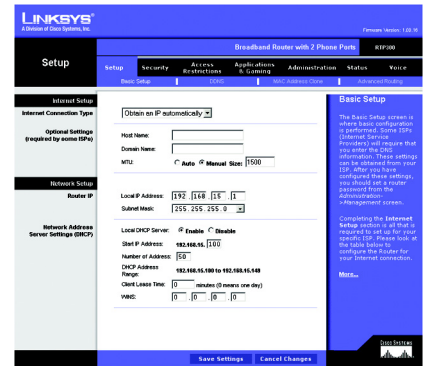 LINKSYS®
A Division of Cisco Systems, Inc.
Firmware Version: 1.00.16
Broadband Router with 2 Phone Ports RTP300
Setup
Setup Security Access Restrictions Applications & Gaming Administration Status Voice
Basic Setup DDNS MAC Address Clone Advanced Routing
Internet Setup
Internet Connection Type
Obtain an IP automatically
Optional Settings
(required by some ISPs)
Host Name:
Domain Name:
MTU: Auto Manual Size: 1500
Network Setup
Router IP
Local IP Address: 192 . 168 . 15 . 1
Subnet Mask: 255.255.255.0
Network Address
Server Settings (DHCP)
Local DHCP Server: Enable Disable
Start IP Address: 192.168.15. 100
Number of Address: 50
DHCP Address
Range: 192.168.15.100 to 192.168.15.149
Client Lease Time: 0 minutes (0 means one day)
WINS: 0 . 0 . 0 . 0
Basic Setup
The Basic Setup screen is
where basic configuration
is performed. Some ISPs
(Internet Service
Providers) will require that
you enter the DNS
information. These settings
can be obtained from your
ISP. After you have
configured these settings,
you should set a router
password from the
Administration-
>Management screen.
Completing the Internet
Setup section is all that is
required to set up for your
specific ISP. Please look at
the table below to
configure the Router for
your Internet connection.
More...
Save Settings Cancel Changes
CISCO SYSTEMS